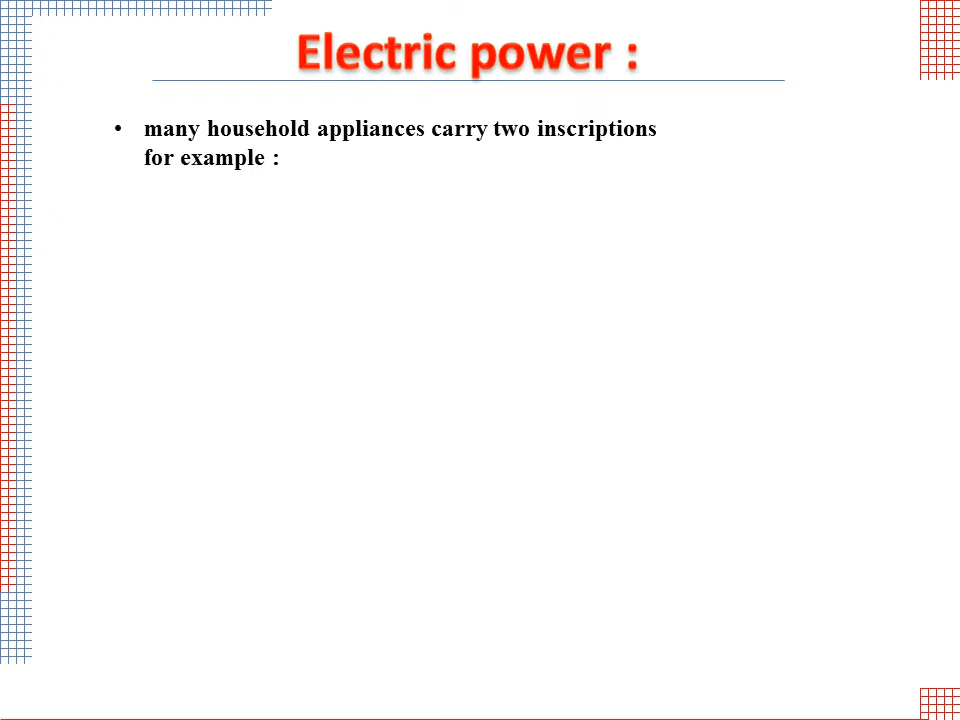 Electric power :
• many household appliances carry two inscriptions
for example :